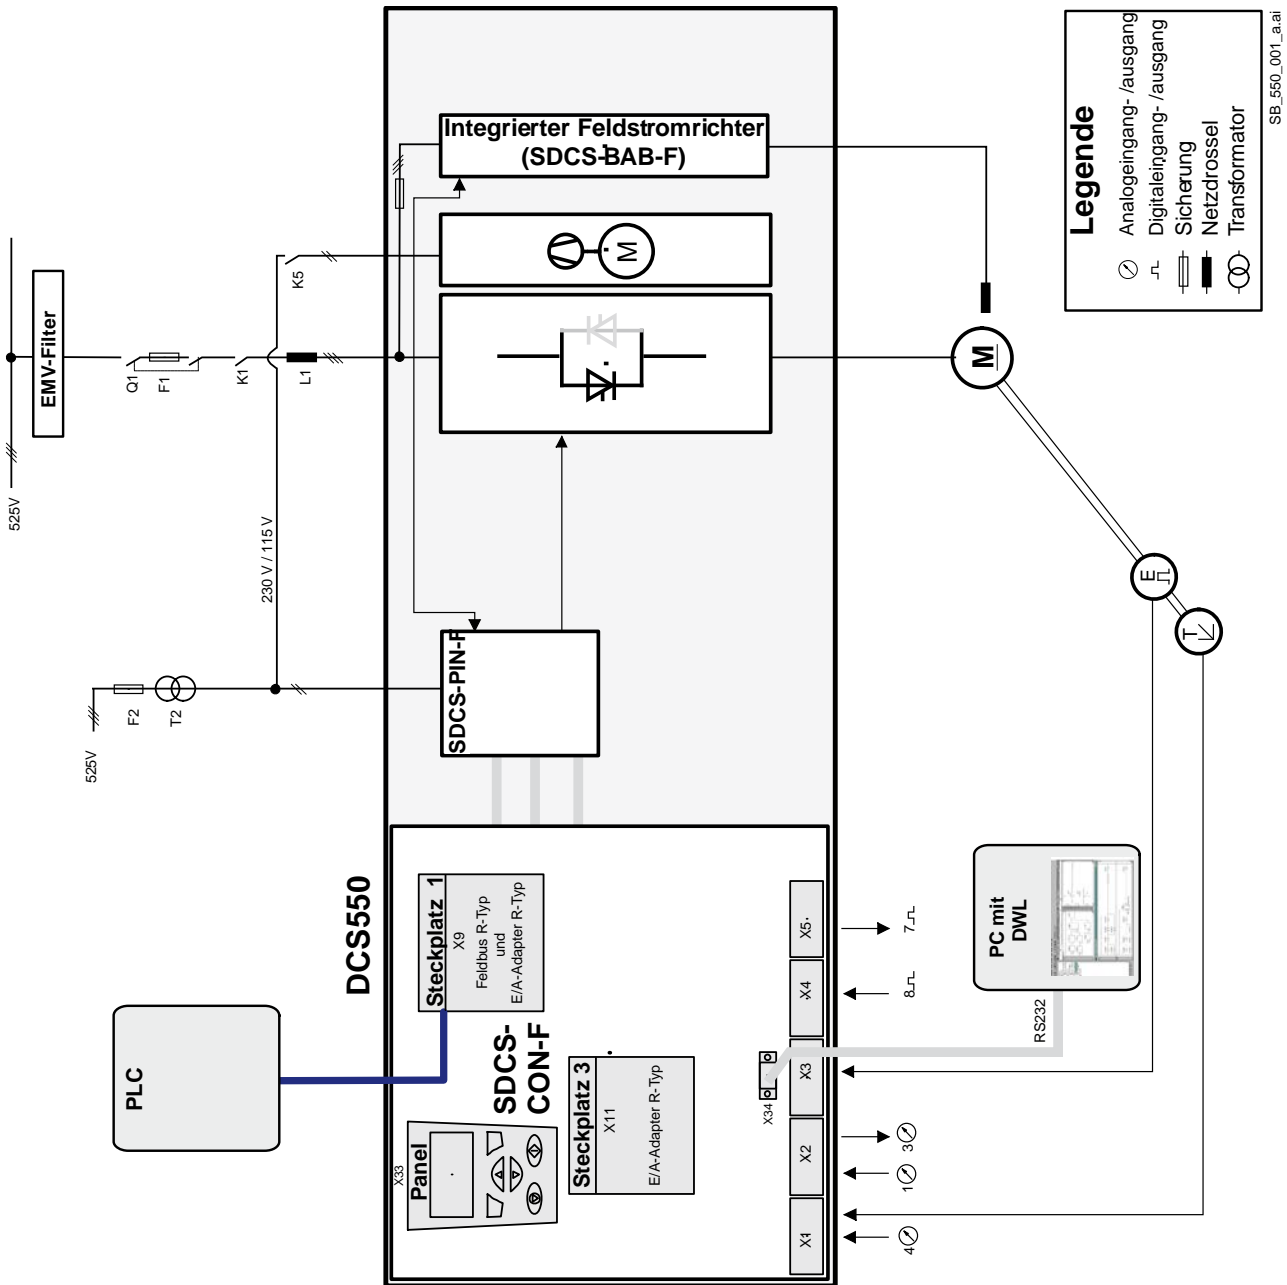 525V
EMV-Filter
Q1
F1
K1
L1
K5
230 V / 115 V
525V
F2
T2
Integrierter Feldstromrichter
(SDCS-BAB-F)
M
SDCS-PIN-F
DCS550
PLC
Steckplatz 1
X9
Feldbus R-Typ
und
E/A-Adapter R-Typ
SDCS-
CON-F
X33
Panel
Steckplatz 3
X11
E/A-Adapter R-Typ
X34
X1
X2
X3
X4
X5
4
1
3
8
7
RS232
PC mit
DWL
M
E
T
Legende
Analogeingang- /ausgang
Digitaleingang- /ausgang
Sicherung
Netzdrossel
Transformator
SB_550_001_a.ai